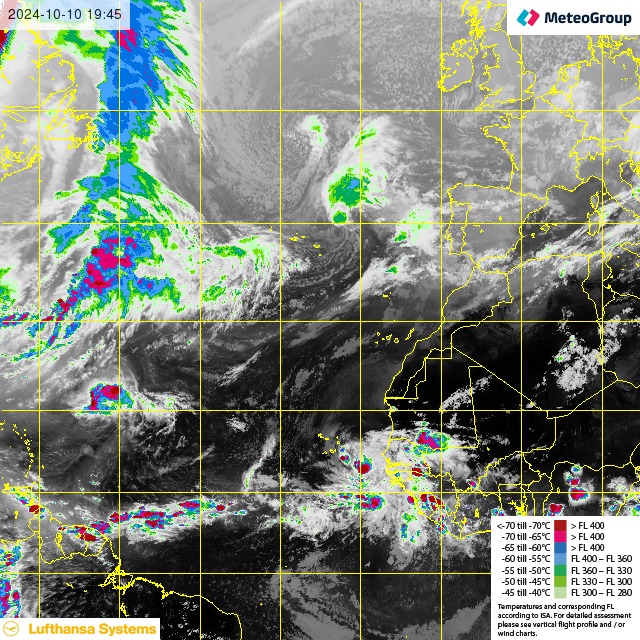 2024-10-10 19:45
MeteoGroup
<-70 till -70°C > FL 400
-70 till -65°C > FL 400
-65 till -60°C > FL 400
-60 till -55°C FL 400 – FL 360
-55 till -50°C FL 360 – FL 330
-50 till -45°C FL 330 – FL 300
-45 till -40°C FL 300 – FL 280
Temperatures and corresponding FL
according to ISA. For detailed assessment
please see vertical flight profile and / or
wind charts.
Lufthansa Systems